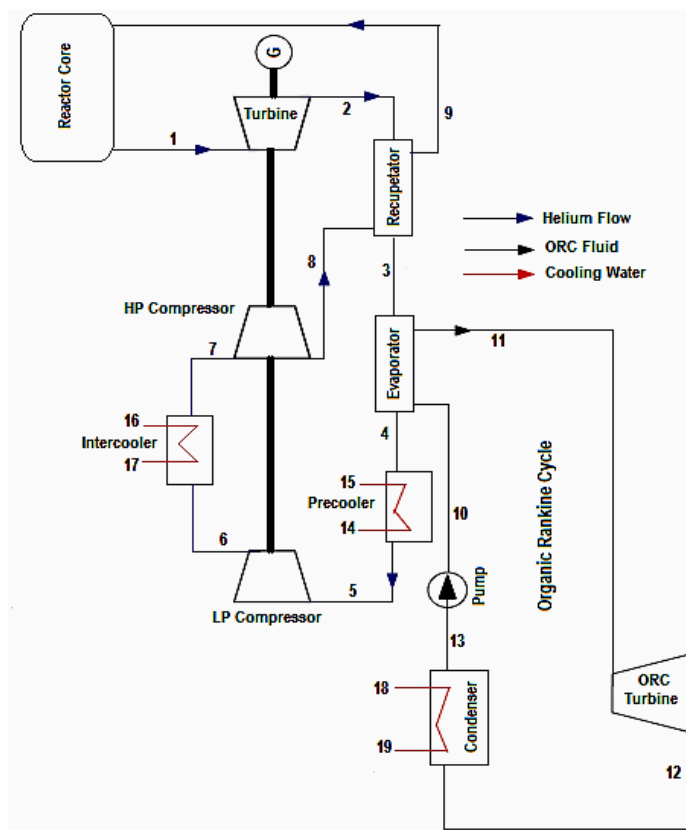 Reactor Core
G
Turbine
2
1
9
Recupetator
Helium Flow
ORC Fluid
Cooling Water
8
3
HP Compressor
7
Evaporator
11
16
Intercooler
17
4
15
Precooler
14
10
Organic Rankine Cycle
6
5
Pump
LP Compressor
13
18
19
Condenser
ORC
Turbine
12